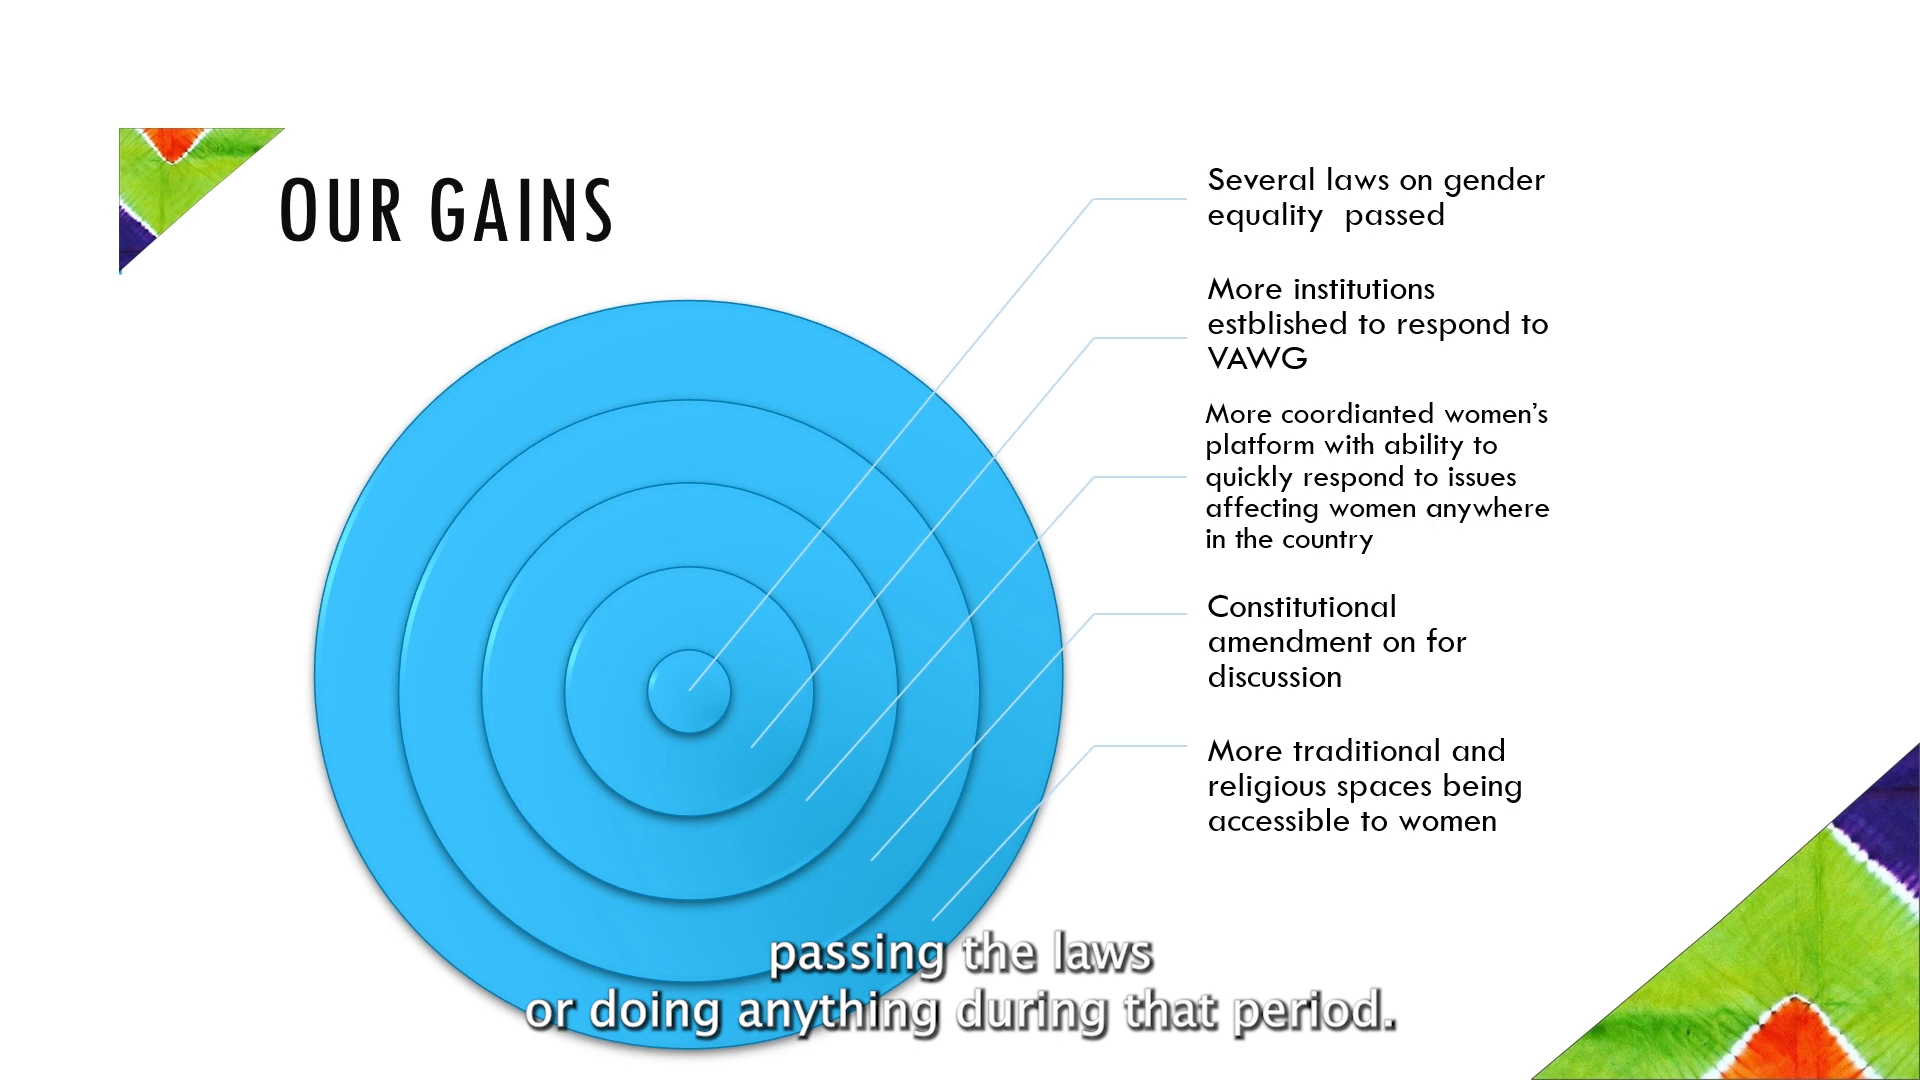 OUR GAINS
Several laws on gender
equality  passed
More institutions
estblished to respond to
VAWG
More coordianted women’s
platform with ability to
quickly respond to issues
affecting women anywhere
in the country
Constitutional
amendment on for
discussion
More traditional and
religious spaces being
accessible to women
passing the laws
or doing anything during that period.